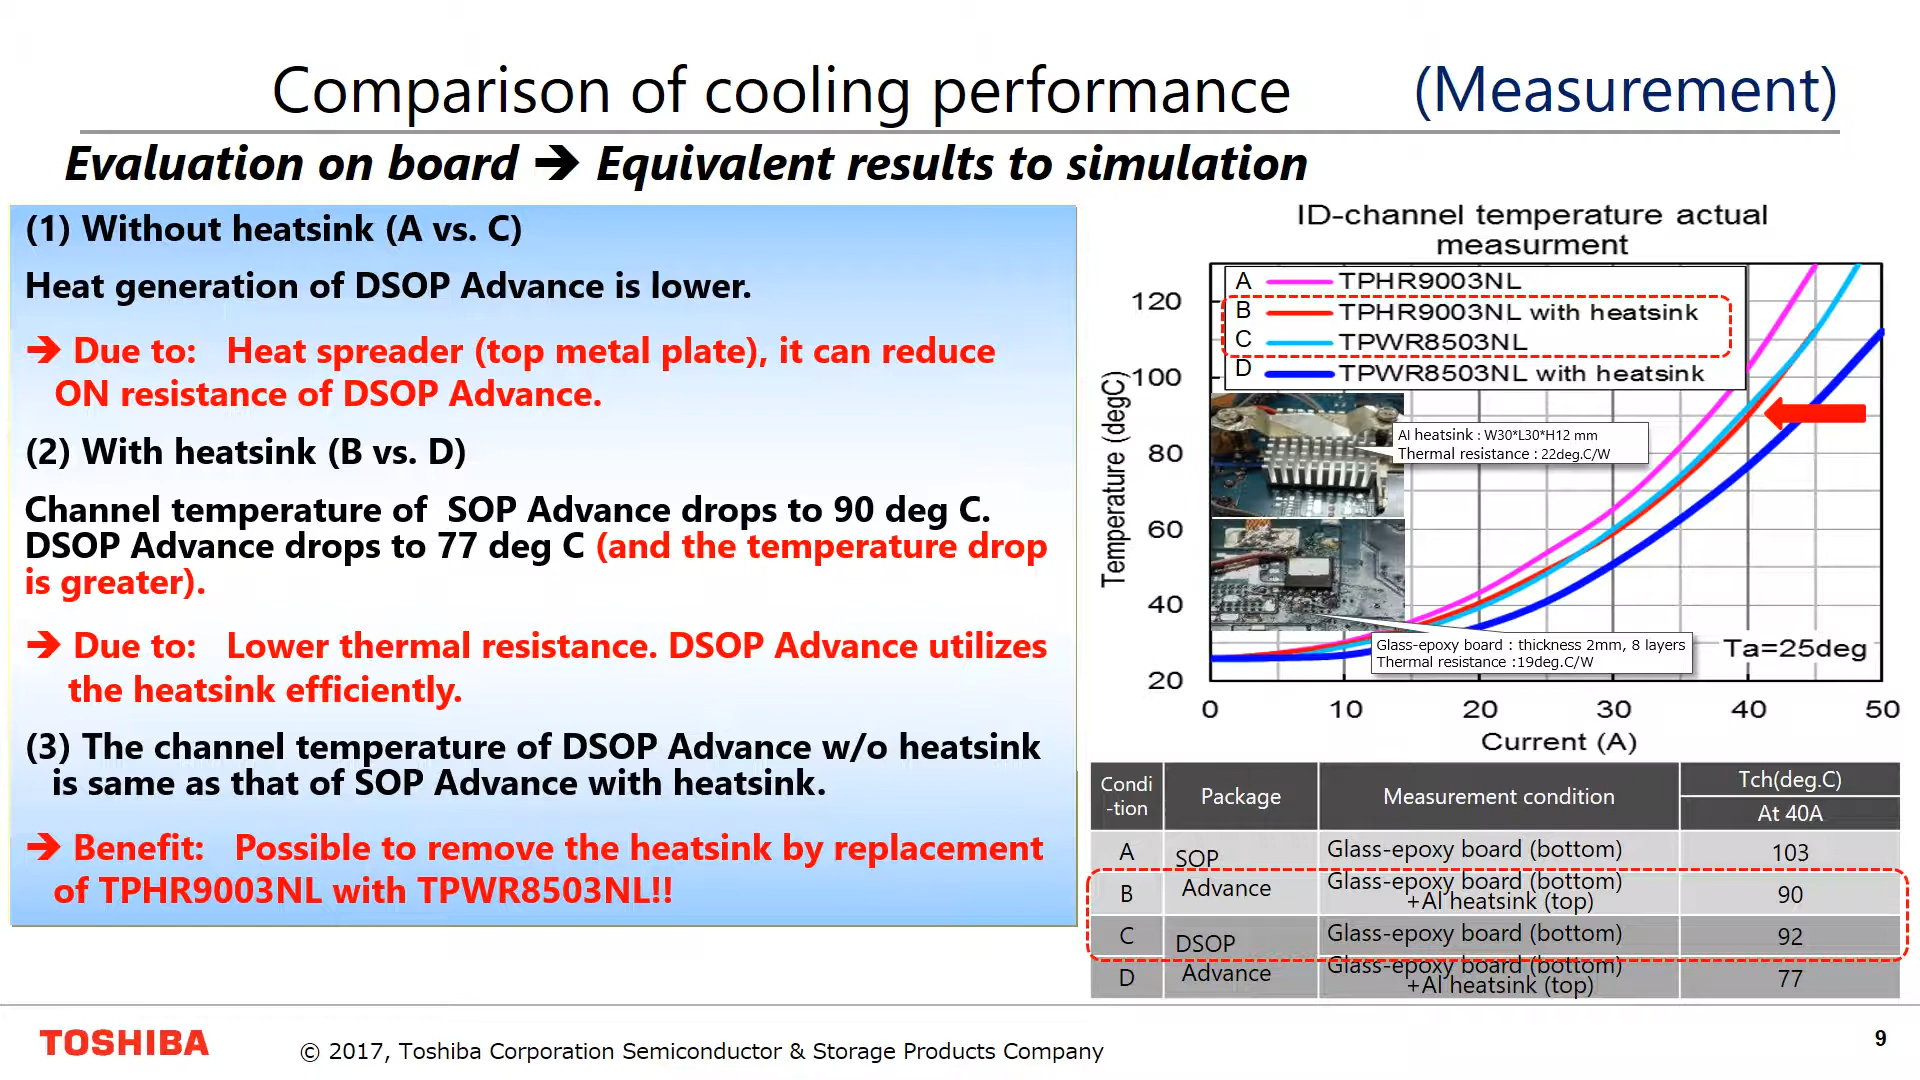 Comparison of cooling performance (Measurement)
Evaluation on board ➔ Equivalent results to simulation
(1) Without heatsink (A vs. C)
Heat generation of DSOP Advance is lower.
➔ Due to: Heat spreader (top metal plate), it can reduce
ON resistance of DSOP Advance.
(2) With heatsink (B vs. D)
Channel temperature of SOP Advance drops to 90 deg C.
DSOP Advance drops to 77 deg C (and the temperature drop
is greater).
➔ Due to: Lower thermal resistance. DSOP Advance utilizes
the heatsink efficiently.
(3) The channel temperature of DSOP Advance w/o heatsink
is same as that of SOP Advance with heatsink.
➔ Benefit: Possible to remove the heatsink by replacement
of TPHR9003NL with TPWR8503NL!!
ID-channel temperature actual
measurment
A TPHR9003NL
B TPHR9003NL with heatsink
C TPWR8503NL
D TPWR8503NL with heatsink
Temperature (degC)
120
100
80
60
40
20
Al heatsink : W30*L30*H12 mm
Thermal resistance : 22deg.C/W
Glass-epoxy board : thickness 2mm, 8 layers
Thermal resistance :19deg.C/W
Ta=25deg
0 10 20 30 40 50
Current (A)
Condi
-tion
Package
Measurement condition
Tch(deg.C)
At 40A
A
SOP
Advance
Glass-epoxy board (bottom)
103
B
Glass-epoxy board (bottom)
+Al heatsink (top)
90
C
DSOP
Advance
Glass-epoxy board (bottom)
92
D
Glass-epoxy board (bottom)
+Al heatsink (top)
77
TOSHIBA
© 2017, Toshiba Corporation Semiconductor & Storage Products Company
9